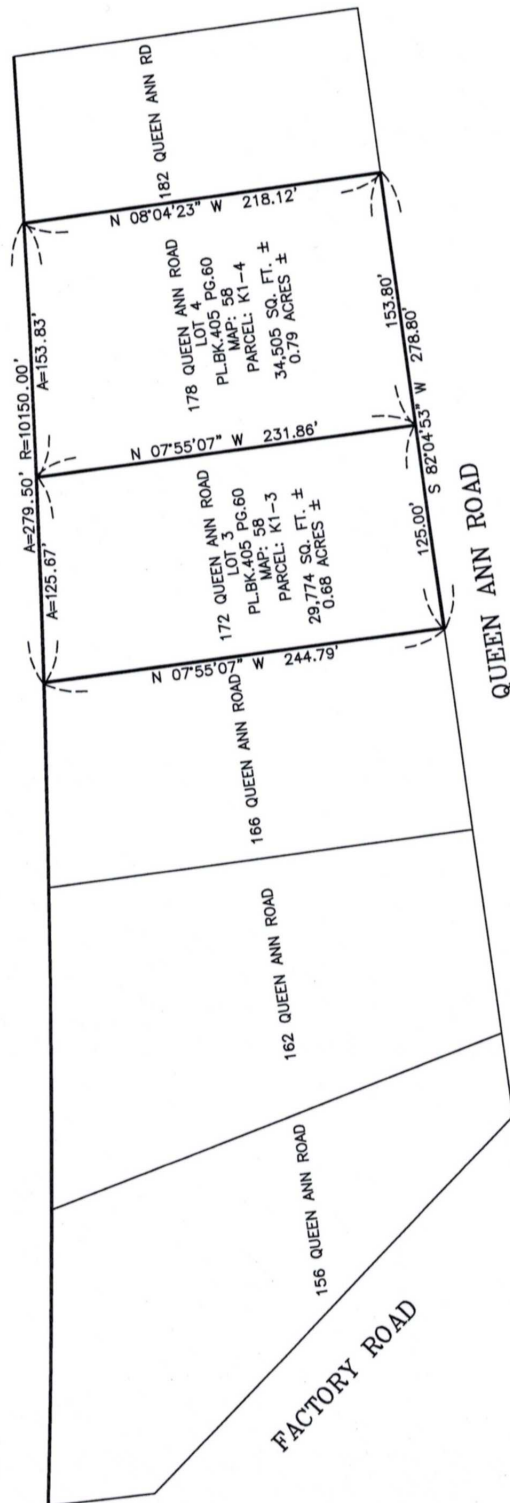 182 QUEEN ANN RD
N 08°04'23" W 218.12'
A=279.50' R=10150.00'
A=153.83'
178 QUEEN ANN ROAD
LOT 4
PL.BK.405 PG.60
MAP: 58
PARCEL: K1-4
34,505 SQ. FT. ±
0.79 ACRES ±
153.80'
N 07°55'07" W 231.86'
S 82°04'53" W 278.80'
A=125.67'
172 QUEEN ANN ROAD
LOT 3
PL.BK.405 PG.60
MAP: 58
PARCEL: K1-3
29,774 SQ. FT. ±
0.68 ACRES ±
125.00'
N 07°55'07" W 244.79'
QUEEN ANN ROAD
166 QUEEN ANN ROAD
162 QUEEN ANN ROAD
156 QUEEN ANN ROAD
FACTORY ROAD